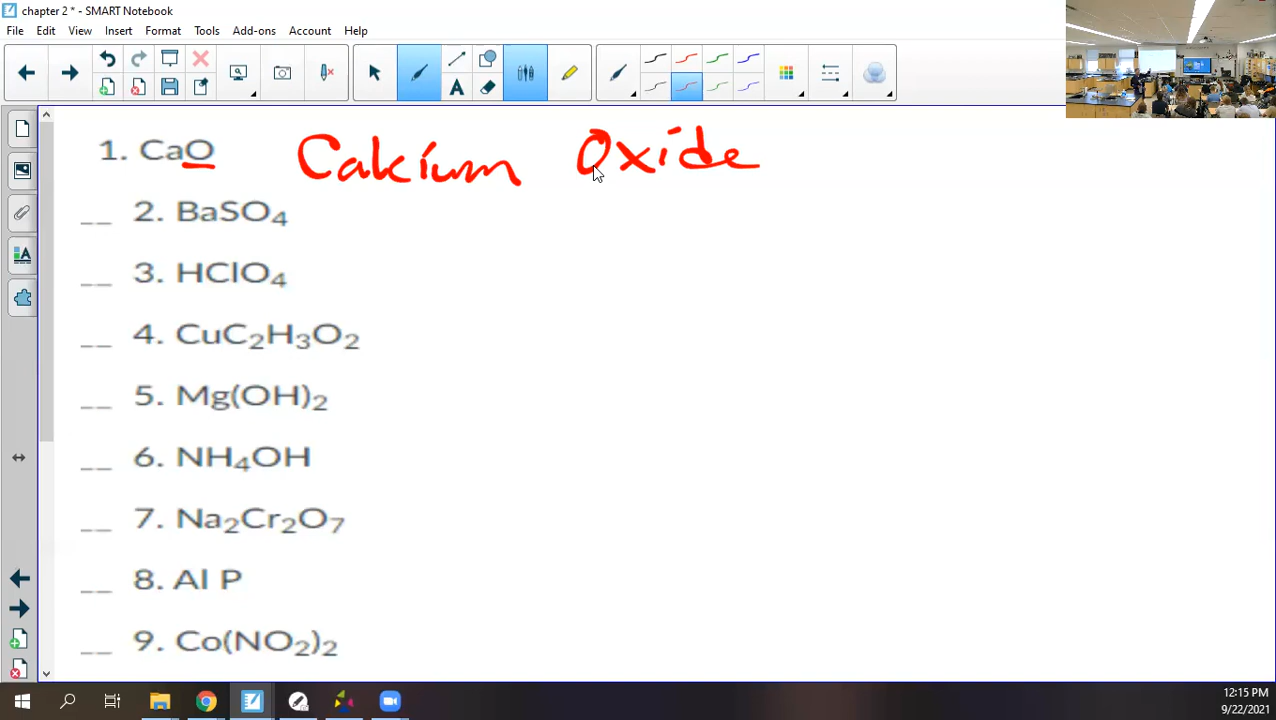 chapter 2 * - SMART Notebook
File Edit View Insert Format Tools Add-ons Account Help
1. CaO Calcium Oxide
__ 2. BaSO₄
__ 3. HClO₄
__ 4. CuC₂H₃O₂
__ 5. Mg(OH)₂
__ 6. NH₄OH
__ 7. Na₂Cr₂O₇
__ 8. Al P
__ 9. Co(NO₂)₂
12:15 PM
9/22/2021